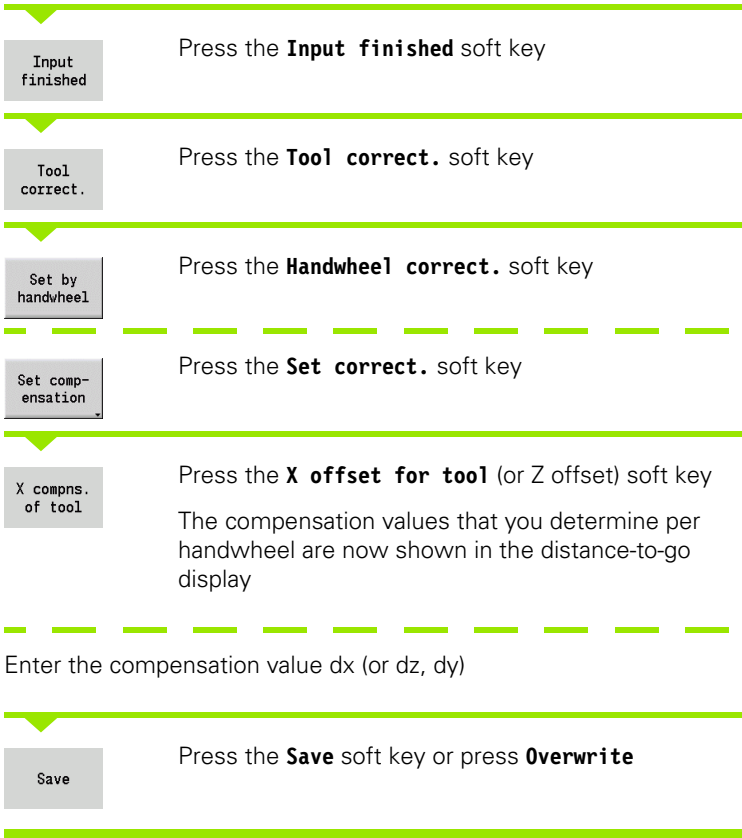 Input
finished
Press the Input finished soft key
Tool
correct.
Press the Tool correct. soft key
Set by
handwheel
Press the Handwheel correct. soft key
Set comp-
ensation
Press the Set correct. soft key
X compns.
of tool
Press the X offset for tool (or Z offset) soft key
The compensation values that you determine per
handwheel are now shown in the distance-to-go
display
Enter the compensation value dx (or dz, dy)
Save
Press the Save soft key or press Overwrite